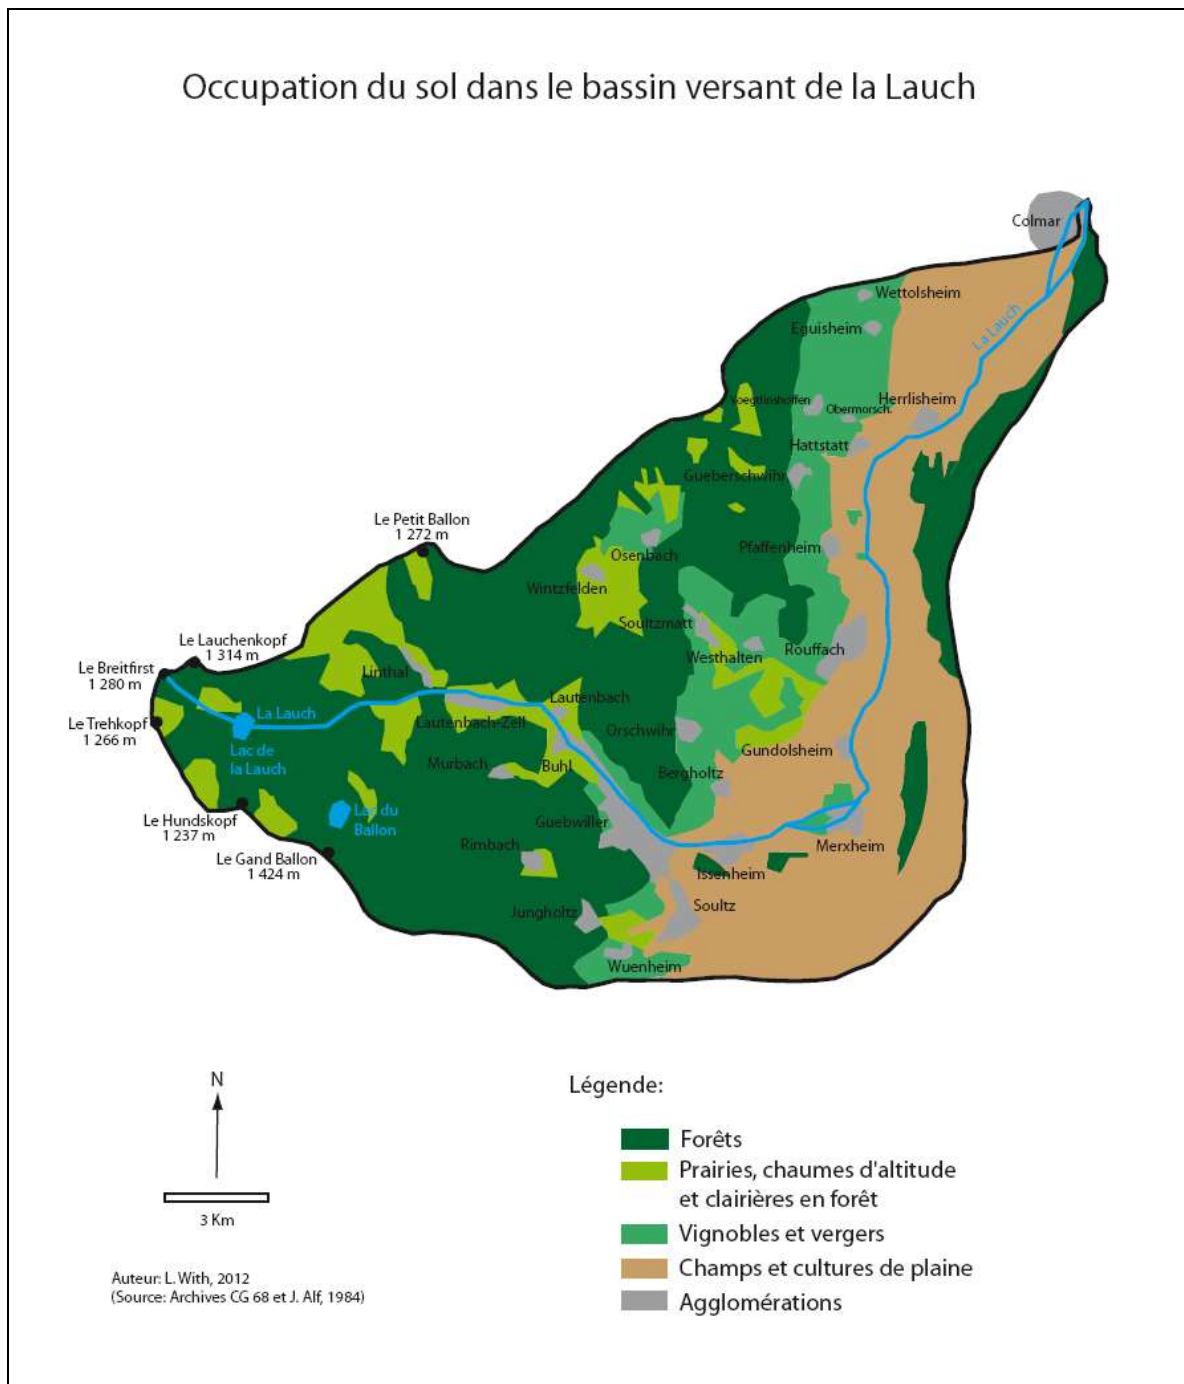 Occupation du sol dans le bassin versant de la Lauch
Colmar
Wettolsheim
La Lauch
Eguisheim
Voegtlinshoffen
Obermorsch.
Herrlisheim
Hattstatt
Gueberschwihr
Le Petit Ballon
1 272 m
Osenbach
Pfaffenheim
Wintzfelden
Soultzmatt
Le Lauchenkopf
1 314 m
Westhalten
Rouffach
Le Breitfirst
1 280 m
Linthal
Lautenbach
La Lauch
Le Trehkopf
1 266 m
Lautenbach-Zell
Orschwihr
Lac de
la Lauch
Gundolsheim
Murbach
Buhl
Bergholtz
Le Hundskopf
1 237 m
Lac du
Ballon
Guebwiller
Rimbach
Merxheim
Le Gand Ballon
1 424 m
Issenheim
Jungholtz
Soultz
Wuenheim
N
3 Km
Légende:
Forêts
Prairies, chaumes d'altitude
et clairières en forêt
Vignobles et vergers
Champs et cultures de plaine
Agglomérations
Auteur: L. With, 2012
(Source: Archives CG 68 et J. Alf, 1984)